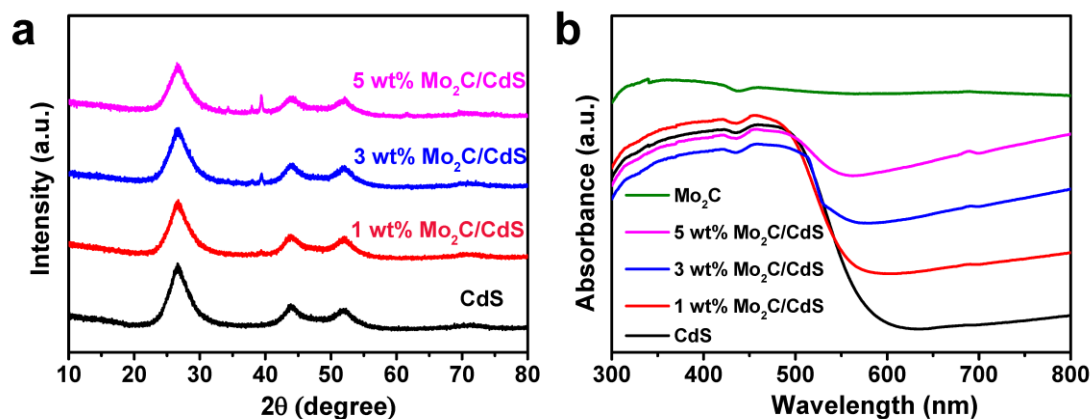 a
Intensity (a.u.)
5 wt% Mo₂C/CdS
3 wt% Mo₂C/CdS
1 wt% Mo₂C/CdS
CdS
10 20 30 40 50 60 70 80
2θ (degree)
b
Absorbance (a.u.)
Mo₂C
5 wt% Mo₂C/CdS
3 wt% Mo₂C/CdS
1 wt% Mo₂C/CdS
CdS
300 400 500 600 700 800
Wavelength (nm)